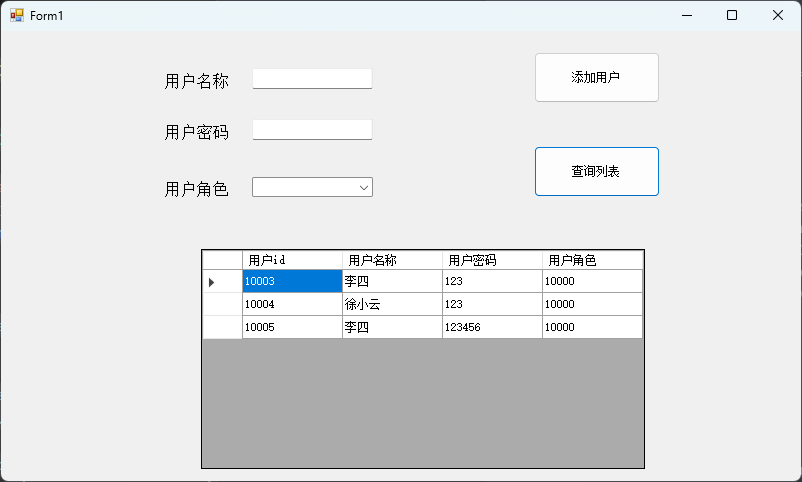 Form1
用户名称
添加用户
用户密码
查询列表
用户角色
用户id 用户名称 用户密码 用户角色
10003 李四 123 10000
10004 徐小云 123 10000
10005 李四 123456 10000